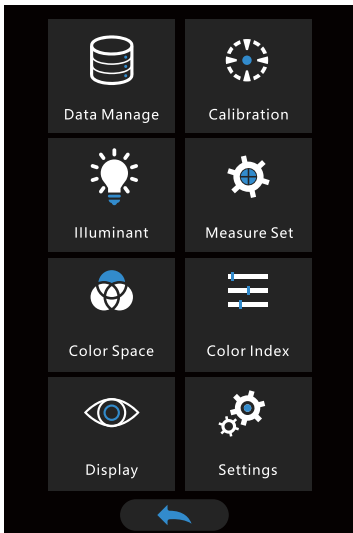 Data Manage
Calibration
Illuminant
Measure Set
Color Space
Color Index
Display
Settings